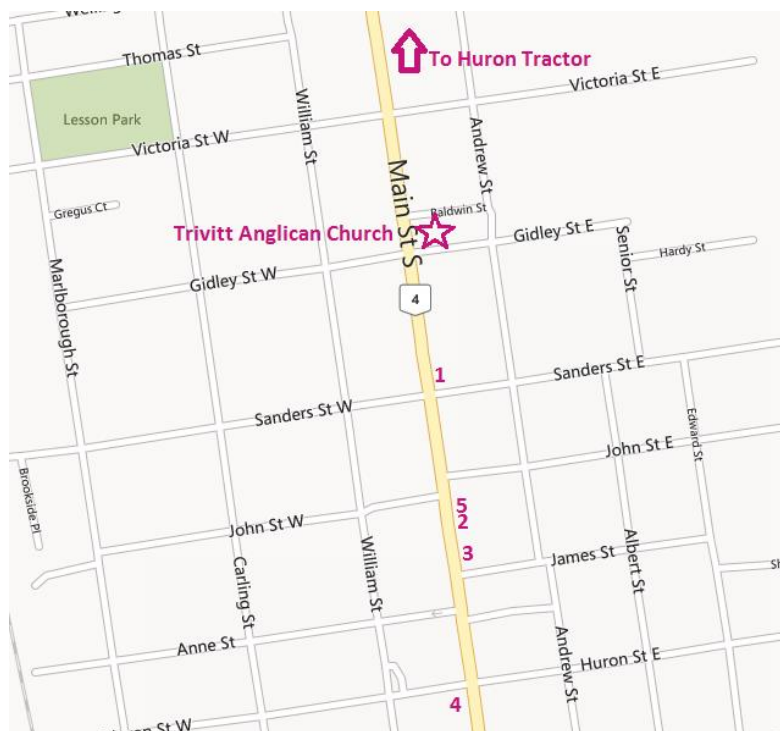 Thomas St
To Huron Tractor
Victoria St E
Lesson Park
William St
Andrew St
Victoria St W
Main St S
Gregus Ct
Baldwin St
Trivitt Anglican Church
Gidley St E
Senior St
Hardy St
Gidley St W
Marlborough St
4
1
Sanders St E
Sanders St W
Edward St
John St E
Brookside Pl
5
2
John St W
William St
3
James St
Albert St
Carling St
Anne St
Andrew St
Huron St E
4
St W